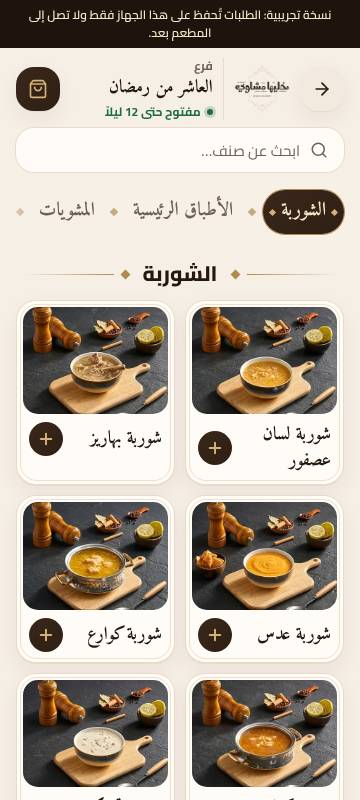 نسخة تجريبية: الطلبات تُحفظ على هذا الجهاز فقط ولا تصل إلى
المطعم بعد.
فرع
العاشر من رمضان
مفتوح حتى 12 ليلاً
ابحث عن صنف...
الشوربة
الأطباق الرئيسية
المشويات
الشوربة
شوربة لسان
عصفور
شوربة بهاريز
شوربة عدس
شوربة كوارع